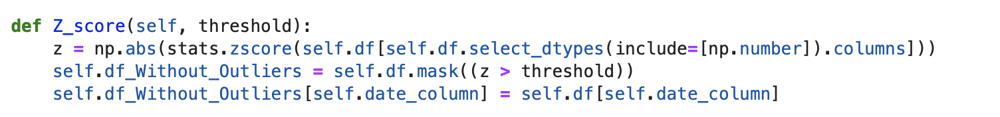 def Z_score(self, threshold):
    z = np.abs(stats.zscore(self.df[self.df.select_dtypes(include=[np.number]).columns]))
    self.df_Without_Outliers = self.df.mask((z > threshold))
    self.df_Without_Outliers[self.date_column] = self.df[self.date_column]